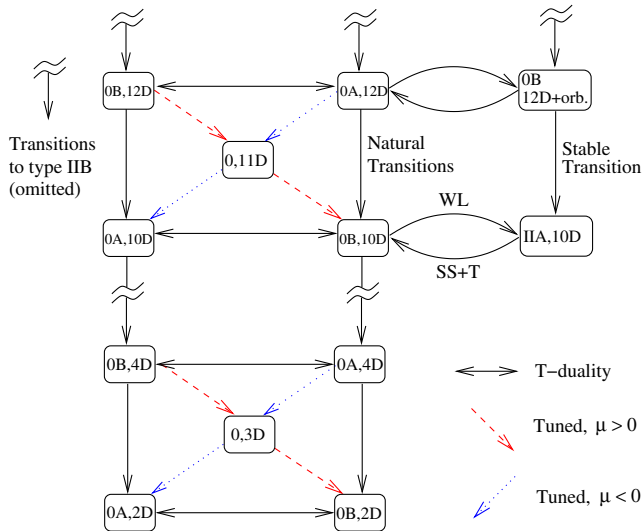 0B,12D
0A,12D
0B
12D+orb.
Transitions
to type IIB
(omitted)
0,11D
Natural
Transitions
Stable
Transition
WL
0A,10D
0B,10D
IIA,10D
SS+T
0B,4D
0A,4D
T-duality
0,3D
Tuned, μ > 0
0A,2D
0B,2D
Tuned, μ < 0